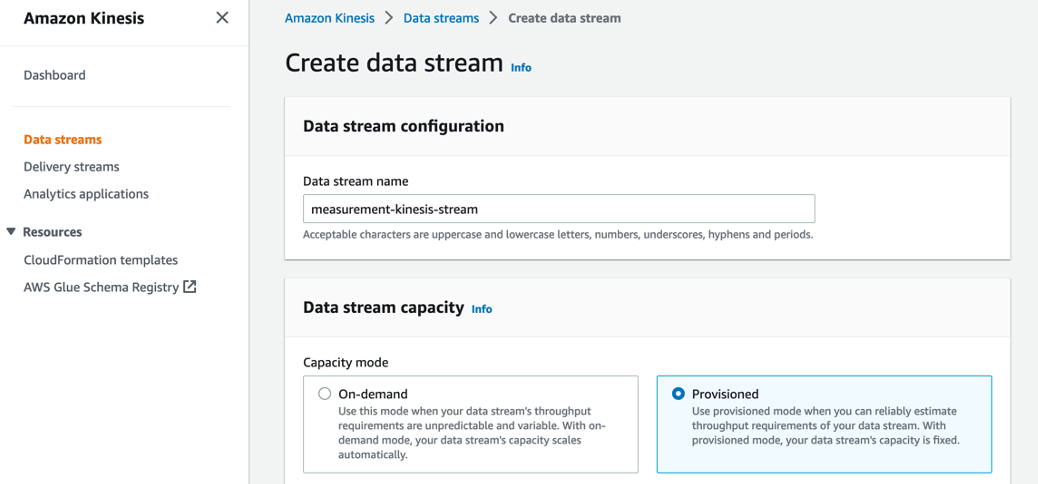 Amazon Kinesis
Dashboard
Data streams
Delivery streams
Analytics applications
Resources
CloudFormation templates
AWS Glue Schema Registry
Amazon Kinesis > Data streams > Create data stream
Create data stream Info
Data stream configuration
Data stream name
measurement-kinesis-stream
Acceptable characters are uppercase and lowercase letters, numbers, underscores, hyphens and periods.
Data stream capacity Info
Capacity mode
On-demand
Use this mode when your data stream's throughput
requirements are unpredictable and variable. With on-
demand mode, your data stream's capacity scales
automatically.
Provisioned
Use provisioned mode when you can reliably estimate
throughput requirements of your data stream. With
provisioned mode, your data stream's capacity is fixed.